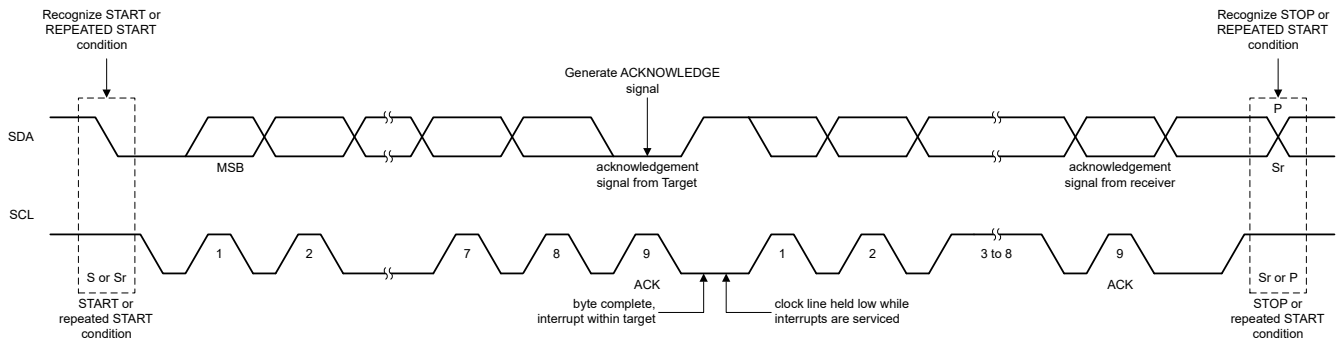 Recognize START or
REPEATED START
condition
Recognize STOP or
REPEATED START
condition
Generate ACKNOWLEDGE
signal
P
SDA
MSB
acknowledgement
signal from Target
acknowledgement
signal from receiver
Sr
SCL
1
2
7
8
9
1
2
3 to 8
9
S or Sr
ACK
ACK
Sr or P
START or
repeated START
condition
byte complete,
interrupt within target
clock line held low while
interrupts are serviced
STOP or
repeated START
condition